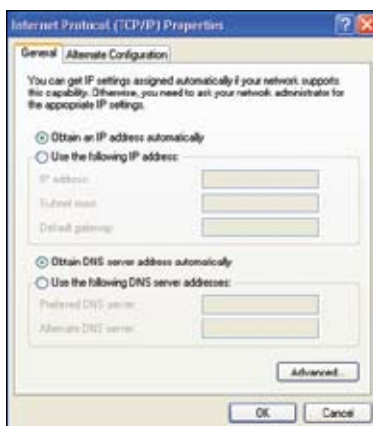 Internet Protocol (TCP/IP) Properties
General
Alternate Configuration
You can get IP settings assigned automatically if your network supports
this capability. Otherwise, you need to ask your network administrator for
the appropriate IP settings.
Obtain an IP address automatically
Use the following IP address:
IP address:
Subnet mask:
Default gateway:
Obtain DNS server address automatically
Use the following DNS server addresses:
Preferred DNS server:
Alternate DNS server:
Advanced...
OK
Cancel